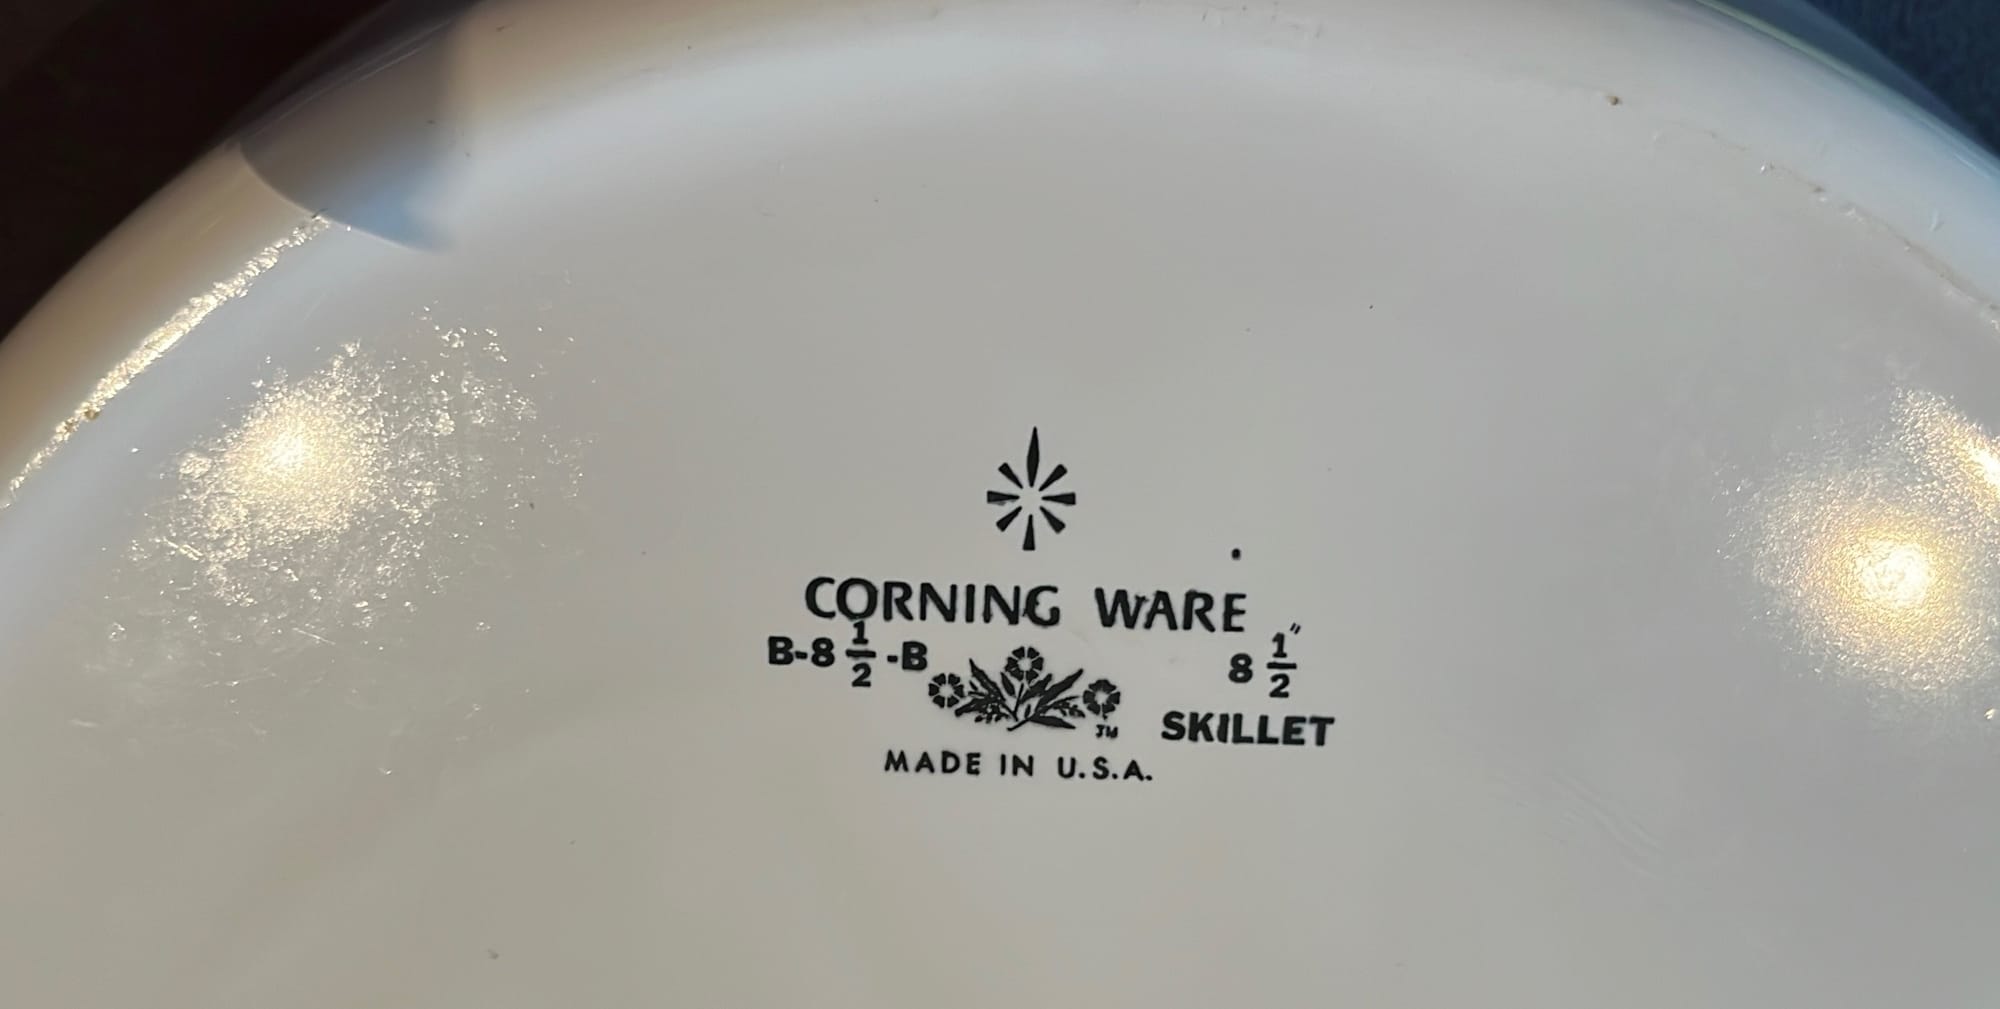 CORNING WARE
B-8 1/2 -B 8 1/2"
TM SKILLET
MADE IN U.S.A.